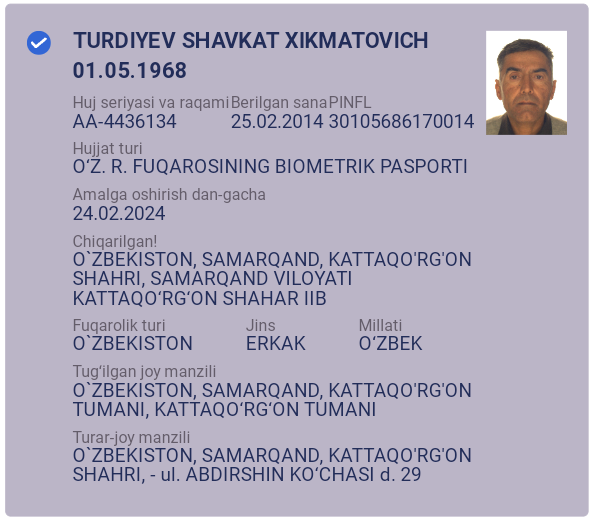 TURDIYEV SHAVKAT XIKMATOVICH
01.05.1968
Huj seriyasi va raqami Berilgan sana PINFL
AA-4436134 25.02.2014 30105686170014
Hujjat turi
O‘Z. R. FUQAROSINING BIOMETRIK PASPORTI
Amalga oshirish dan-gacha
24.02.2024
Chiqarilgan!
O`ZBEKISTON, SAMARQAND, KATTAQO'RG'ON
SHAHRI, SAMARQAND VILOYATI
KATTAQO‘RG‘ON SHAHAR IIB
Fuqarolik turi Jins Millati
O`ZBEKISTON ERKAK O‘ZBEK
Tug‘ilgan joy manzili
O`ZBEKISTON, SAMARQAND, KATTAQO'RG'ON
TUMANI, KATTAQO‘RG‘ON TUMANI
Turar-joy manzili
O`ZBEKISTON, SAMARQAND, KATTAQO'RG'ON
SHAHRI, - ul. ABDIRSHIN KO‘CHASI d. 29